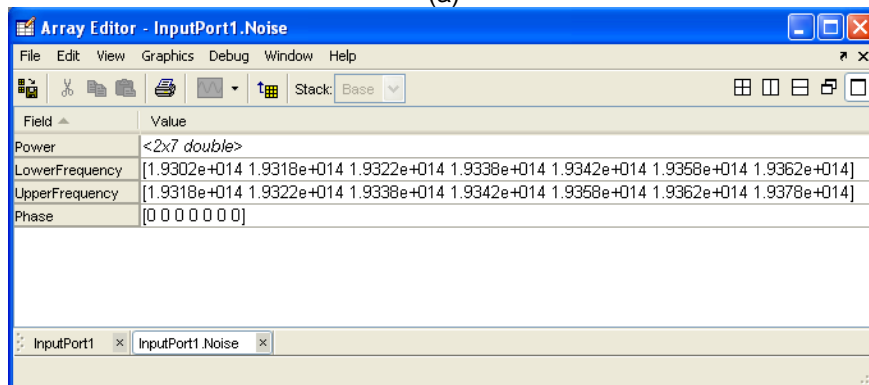 (a)
Array Editor - InputPort1.Noise
File Edit View Graphics Debug Window Help
Stack: Base
Field Value
Power <2x7 double>
LowerFrequency [1.9302e+014 1.9318e+014 1.9322e+014 1.9338e+014 1.9342e+014 1.9358e+014 1.9362e+014]
UpperFrequency [1.9318e+014 1.9322e+014 1.9338e+014 1.9342e+014 1.9358e+014 1.9362e+014 1.9378e+014]
Phase [0 0 0 0 0 0 0]
InputPort1 InputPort1.Noise